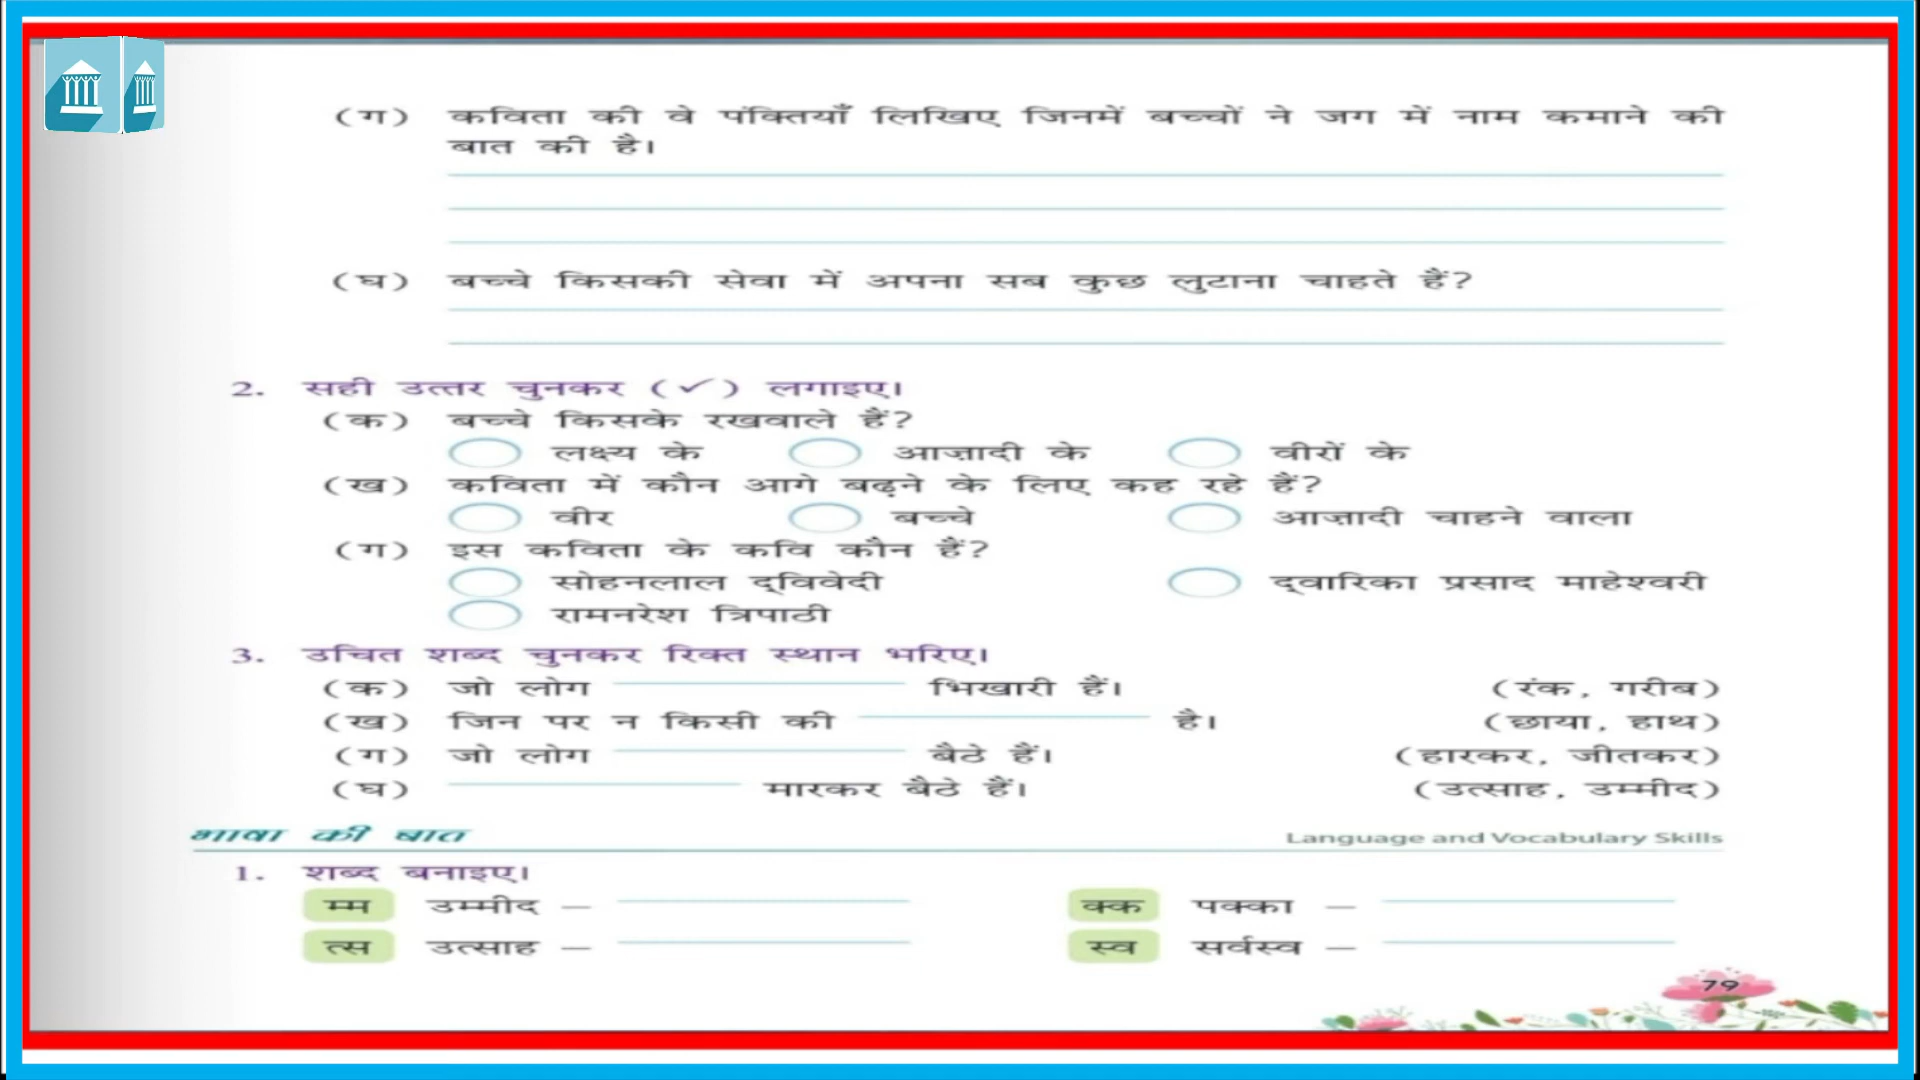 (ग) कविता की वे पंक्तियाँ लिखिए जिनमें बच्चों ने जग में नाम कमाने की
बात की है।
(घ) बच्चे किसकी सेवा में अपना सब कुछ लुटाना चाहते हैं?
2. सही उत्तर चुनकर (✓) लगाइए।
(क) बच्चे किसके रखवाले हैं?
लक्ष्य के आज़ादी के वीरों के
(ख) कविता में कौन आगे बढ़ने के लिए कह रहे हैं?
वीर बच्चे आज़ादी चाहने वाला
(ग) इस कविता के कवि कौन हैं?
सोहनलाल द्‌विवेदी द्‌वारिका प्रसाद माहेश्वरी
रामनरेश त्रिपाठी
3. उचित शब्द चुनकर रिक्त स्थान भरिए।
(क) जो लोग भिखारी हैं। (रंक, गरीब)
(ख) जिन पर न किसी की है। (छाया, हाथ)
(ग) जो लोग बैठे हैं। (हारकर, जीतकर)
(घ) मारकर बैठे हैं। (उत्साह, उम्मीद)
भाषा की बात Language and Vocabulary Skills
1. शब्द बनाइए।
म्म उम्मीद – क्क पक्का –
त्स उत्साह – स्व सर्वस्व –
79